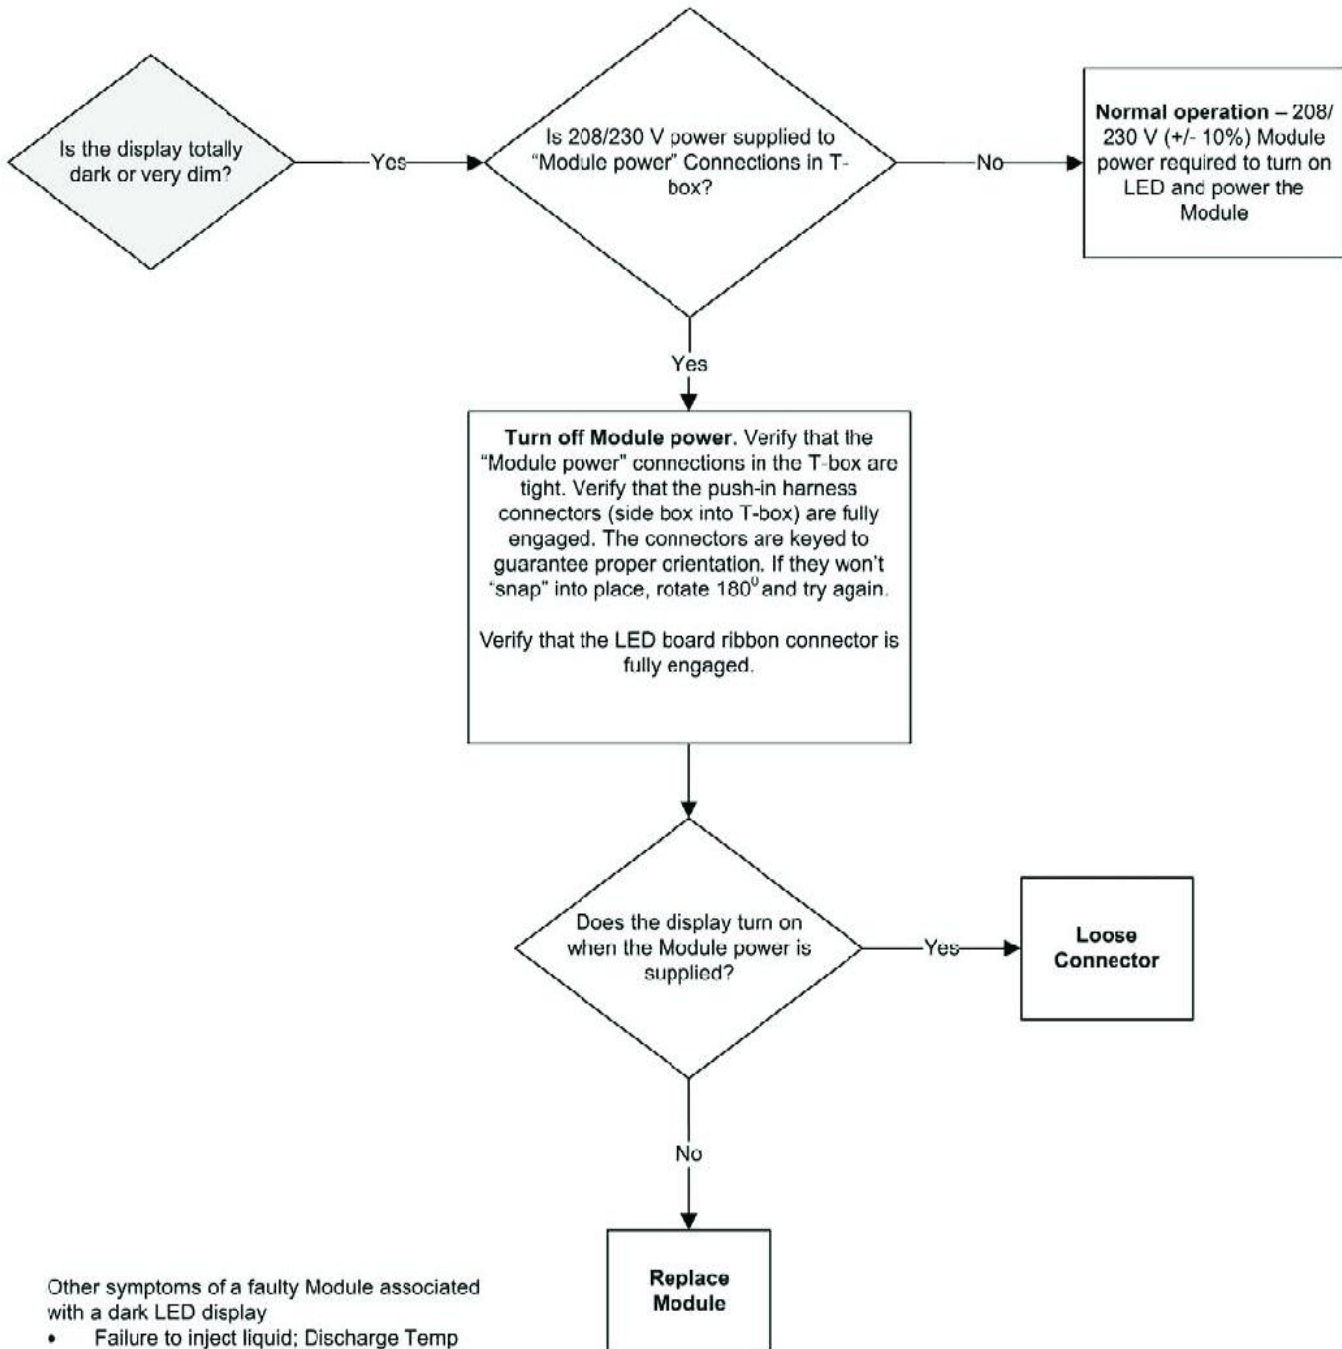 Is the display totally
dark or very dim?
Yes
Is 208/230 V power supplied to
“Module power” Connections in T-
box?
No
Normal operation – 208/
230 V (+/- 10%) Module
power required to turn on
LED and power the
Module
Yes
Turn off Module power. Verify that the
“Module power” connections in the T-box are
tight. Verify that the push-in harness
connectors (side box into T-box) are fully
engaged. The connectors are keyed to
guarantee proper orientation. If they won’t
“snap” into place, rotate 180⁰ and try again.
Verify that the LED board ribbon connector is
fully engaged.
Does the display turn on
when the Module power is
supplied?
Yes
Loose
Connector
No
Replace
Module
Other symptoms of a faulty Module associated
with a dark LED display
• Failure to inject liquid; Discharge Temp